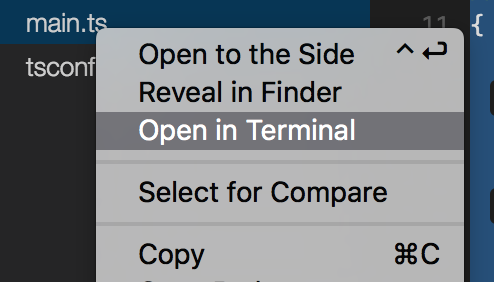 main.ts
11 {
tsconf
Open to the Side ^ ↩
Reveal in Finder
Open in Terminal
Select for Compare
Copy ⌘C